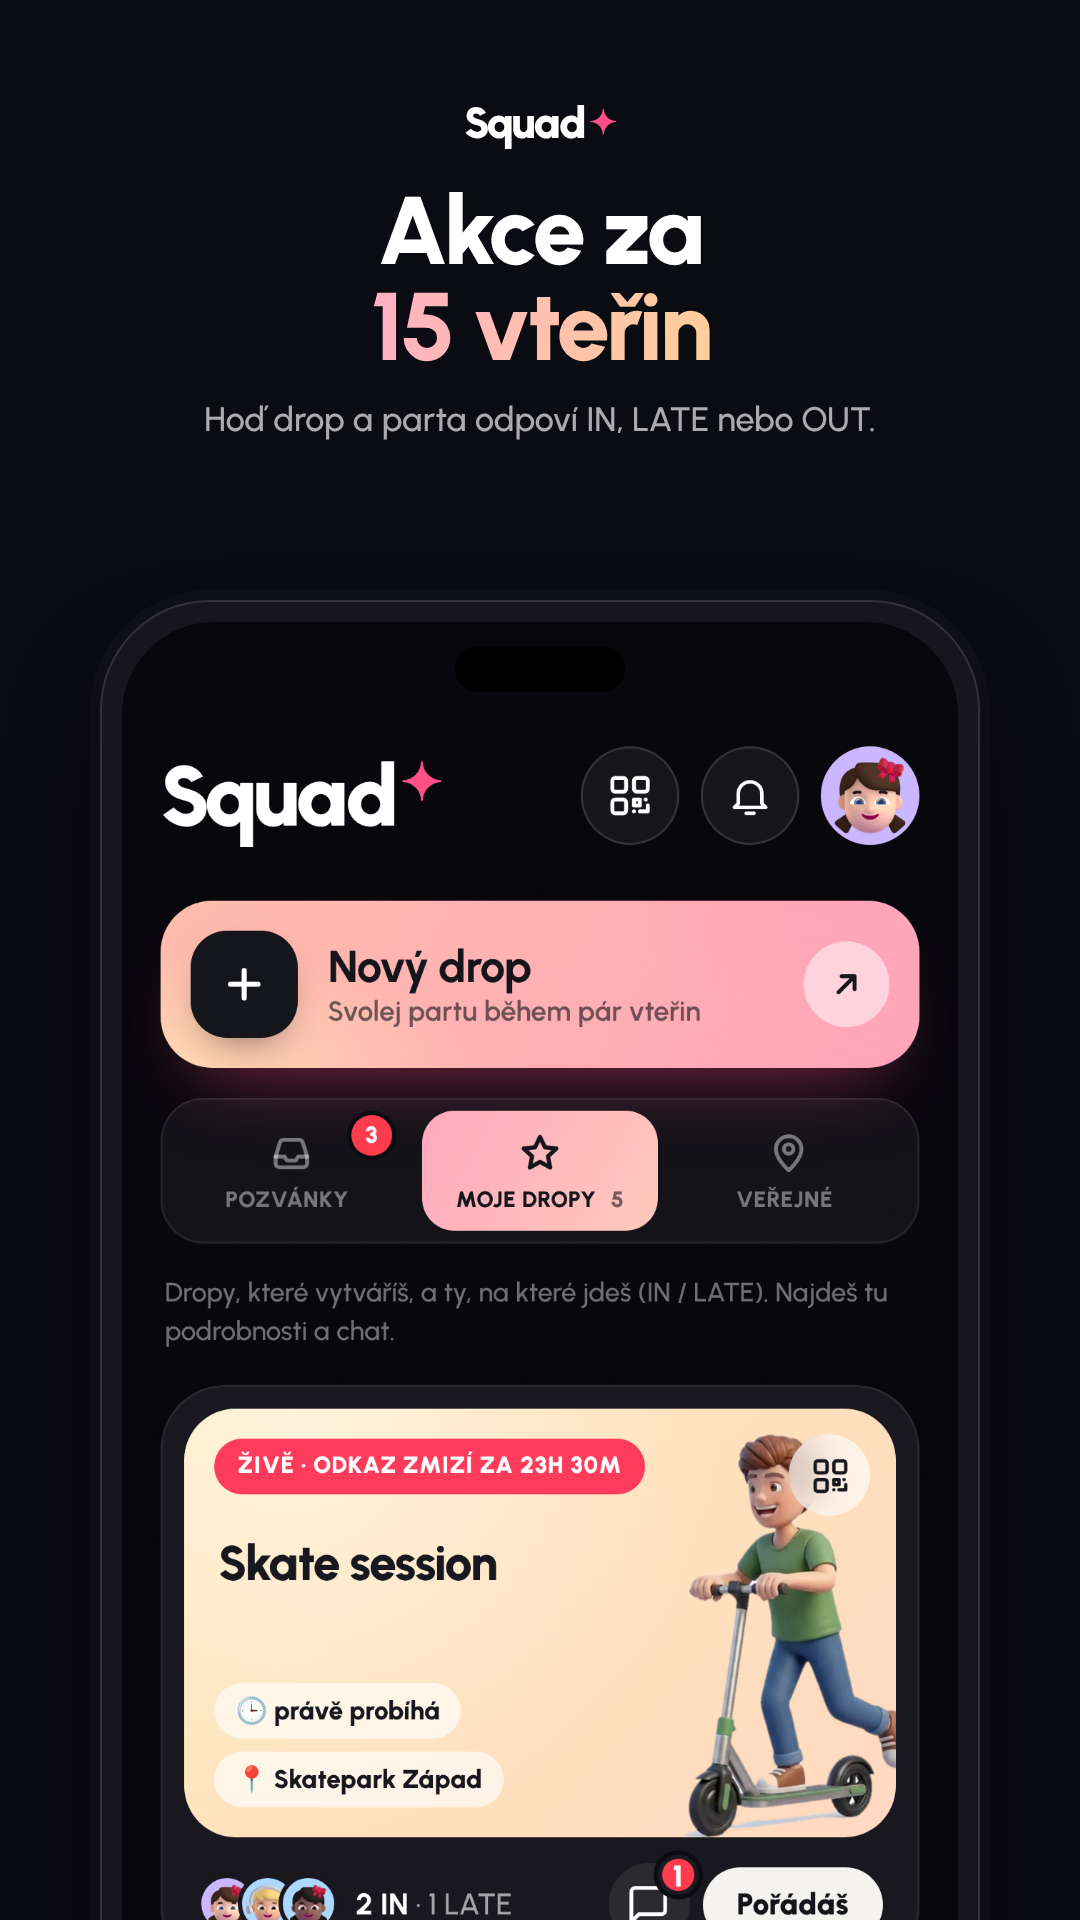 Squad
Akce za
15 vteřin
Hoď drop a parta odpoví IN, LATE nebo OUT.
Squad
Nový drop
Svolej partu během pár vteřin
3
POZVÁNKY
MOJE DROPY 5
VEŘEJNÉ
Dropy, které vytváříš, a ty, na které jdeš (IN / LATE). Najdeš tu
podrobnosti a chat.
ŽIVĚ · ODKAZ ZMIZÍ ZA 23H 30M
Skate session
právě probíhá
Skatepark Západ
2 IN · 1 LATE
1
Pořádáš